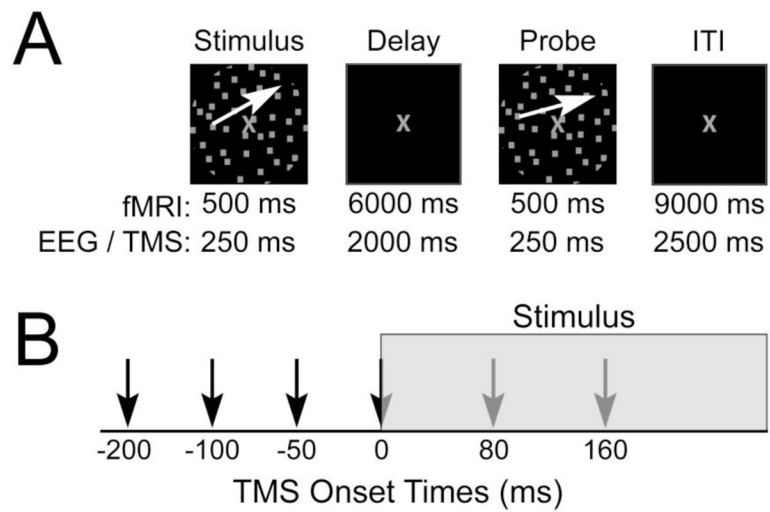 A
Stimulus Delay Probe ITI
X X X X
fMRI: 500 ms 6000 ms 500 ms 9000 ms
EEG / TMS: 250 ms 2000 ms 250 ms 2500 ms
B
Stimulus
-200 -100 -50 0 80 160
TMS Onset Times (ms)